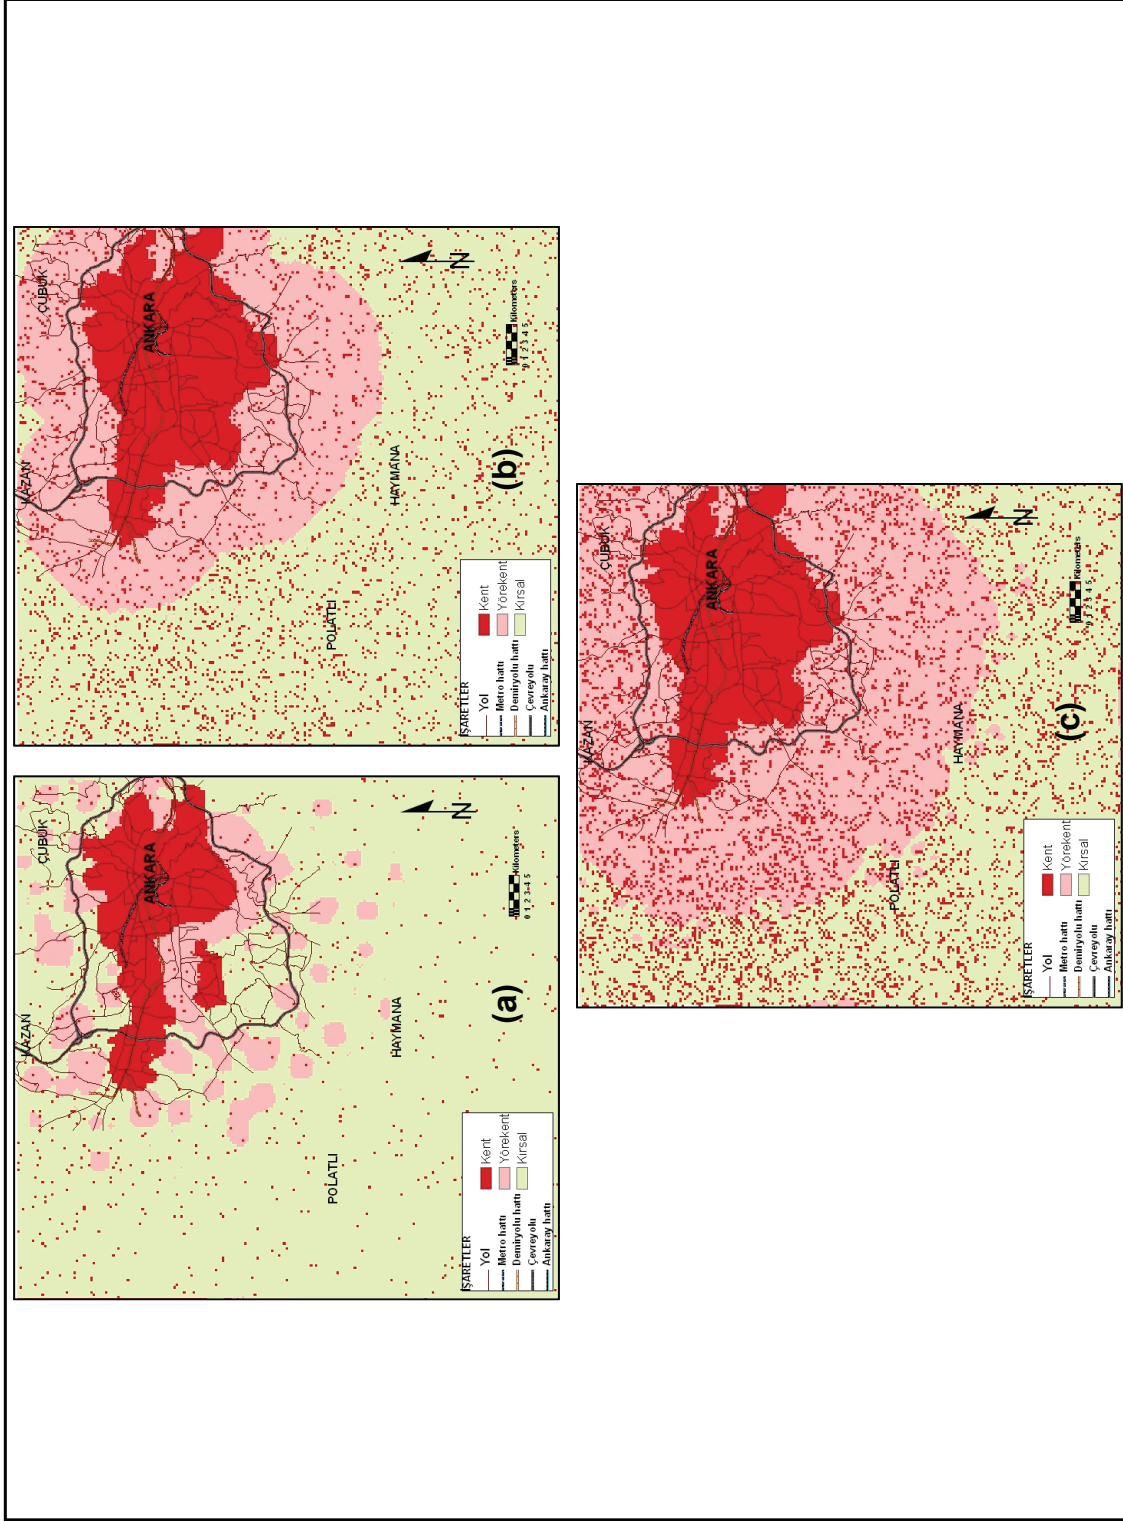 KAZAN
ÇUBUK
ANKARA
HAYMANA
POLATLI
(a)
N
Kilometers
0 1 2 3 4 5
İŞARETLER
Yol
Metro hattı
Demiryolu hattı
Çevreyolu
Ankaray hattı
Kent
Yörekent
Kırsal
KAZAN
ÇUBUK
ANKARA
HAYMANA
POLATLI
(b)
N
Kilometers
0 1 2 3 4 5
İŞARETLER
Yol
Metro hattı
Demiryolu hattı
Çevreyolu
Ankaray hattı
Kent
Yörekent
Kırsal
KAZAN
ÇUBUK
ANKARA
HAYMANA
POLATLI
(c)
N
Kilometers
0 1 2 3 4 5
İŞARETLER
Yol
Metro hattı
Demiryolu hattı
Çevreyolu
Ankaray hattı
Kent
Yörekent
Kırsal